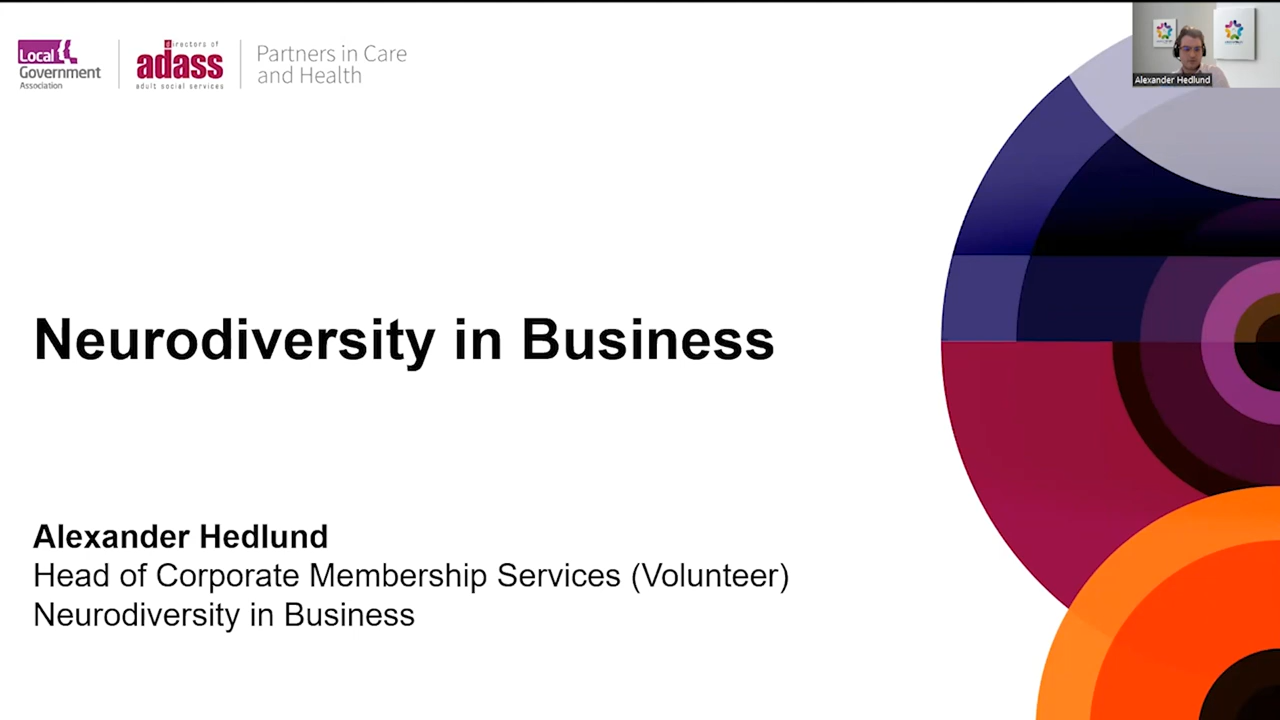 Local
Government
Association
directors of
adass
adult social services
Partners in Care
and Health
Alexander Hedlund
Neurodiversity in Business
Alexander Hedlund
Head of Corporate Membership Services (Volunteer)
Neurodiversity in Business